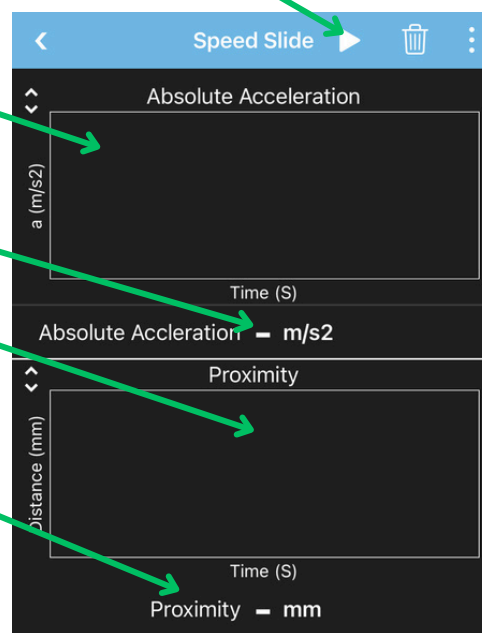 Speed Slide
Absolute Acceleration
a (m/s2)
Time (S)
Absolute Accleration – m/s2
Proximity
Distance (mm)
Time (S)
Proximity – mm